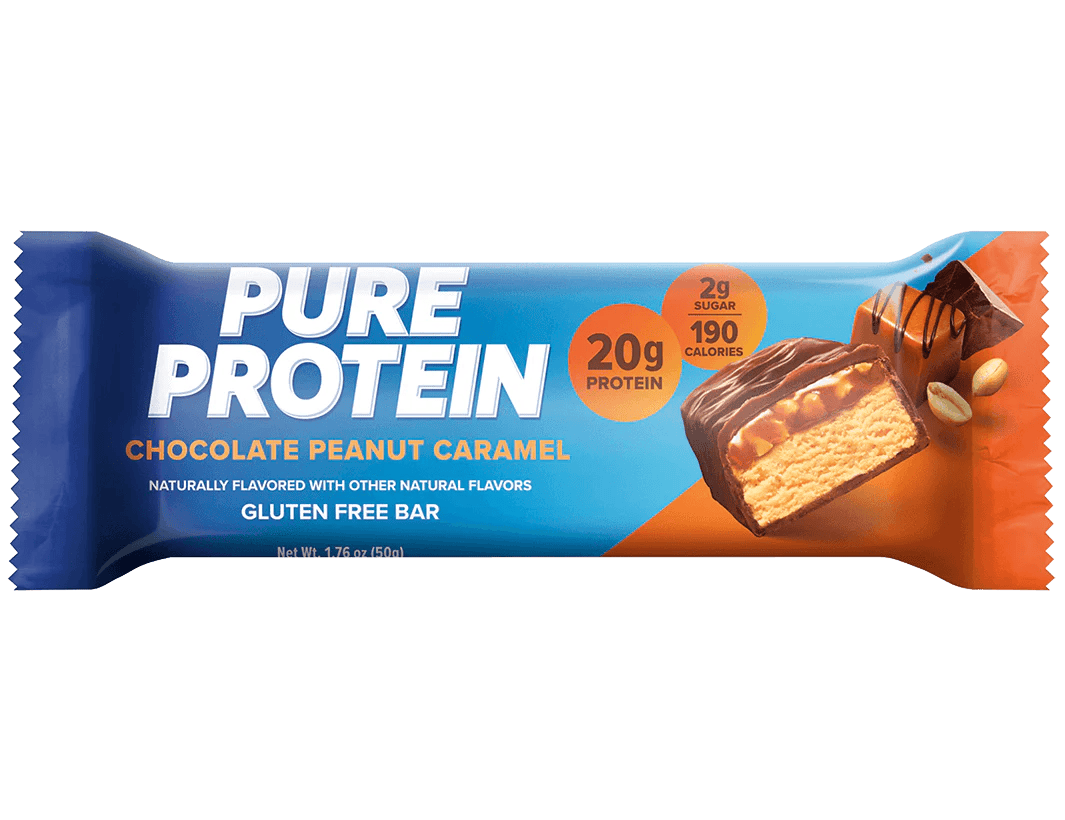 PURE
PROTEIN
CHOCOLATE PEANUT CARAMEL
NATURALLY FLAVORED WITH OTHER NATURAL FLAVORS
GLUTEN FREE BAR
Net Wt. 1.76 oz (50g)
20g
PROTEIN
2g
SUGAR
190
CALORIES